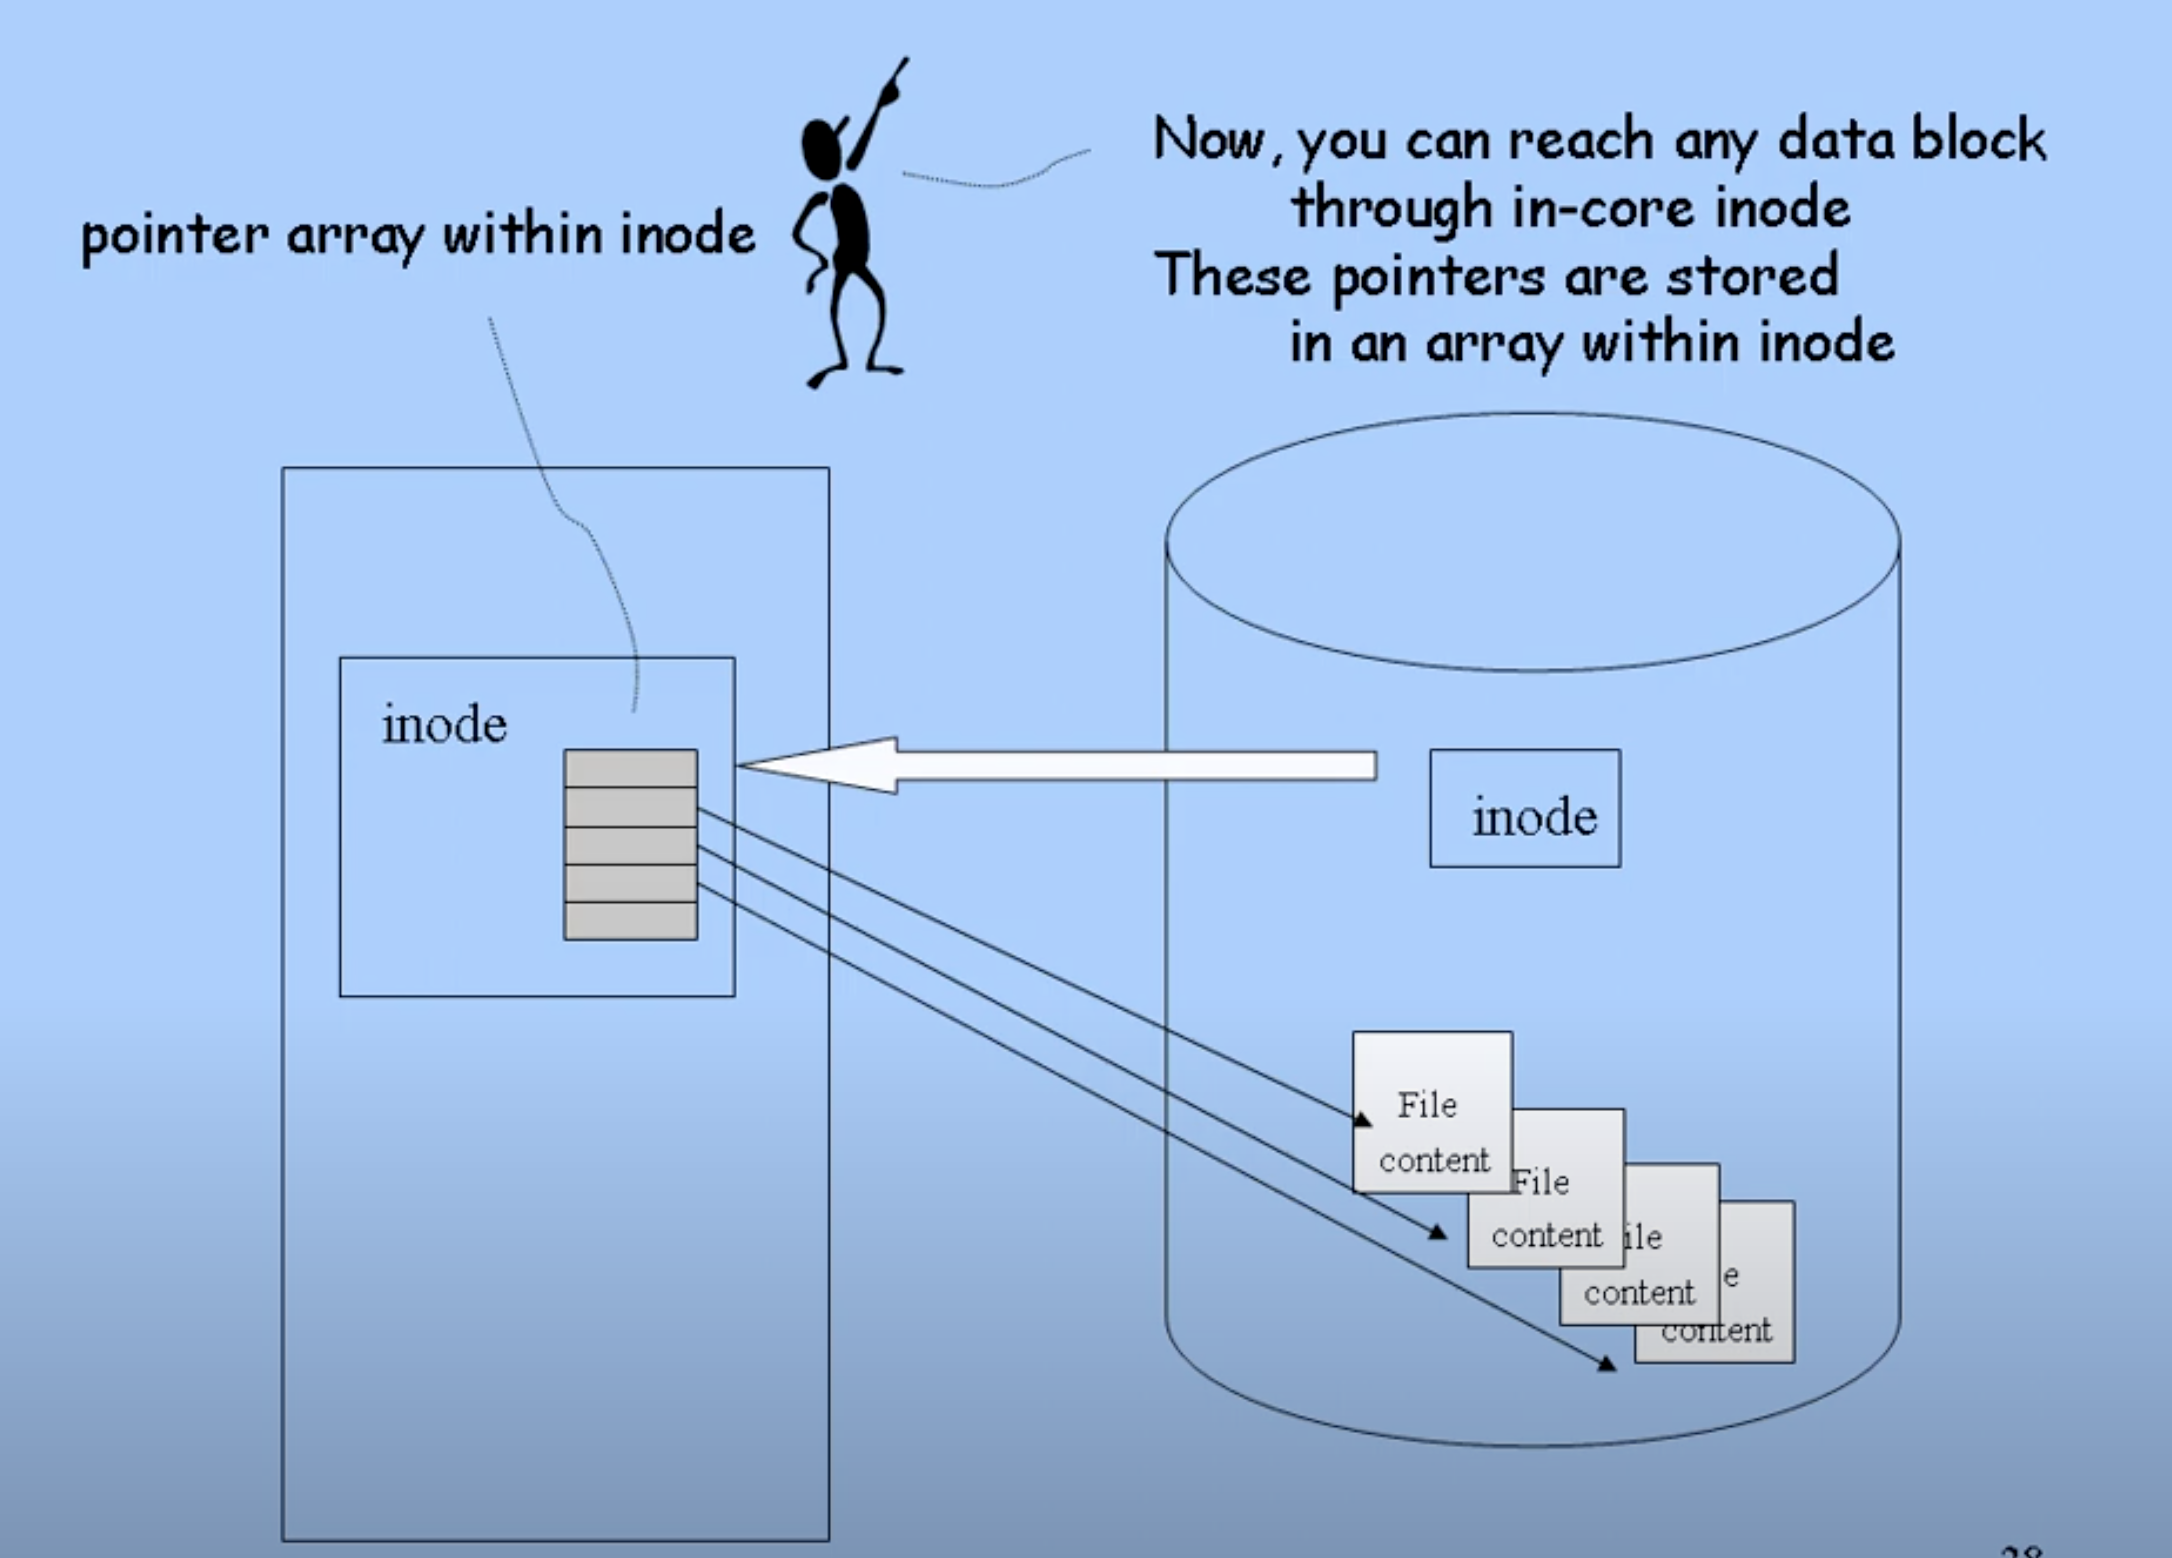 Now, you can reach any data block
through in-core inode
These pointers are stored
in an array within inode
pointer array within inode
inode
inode
File
content
File
content
ile
content
e
content